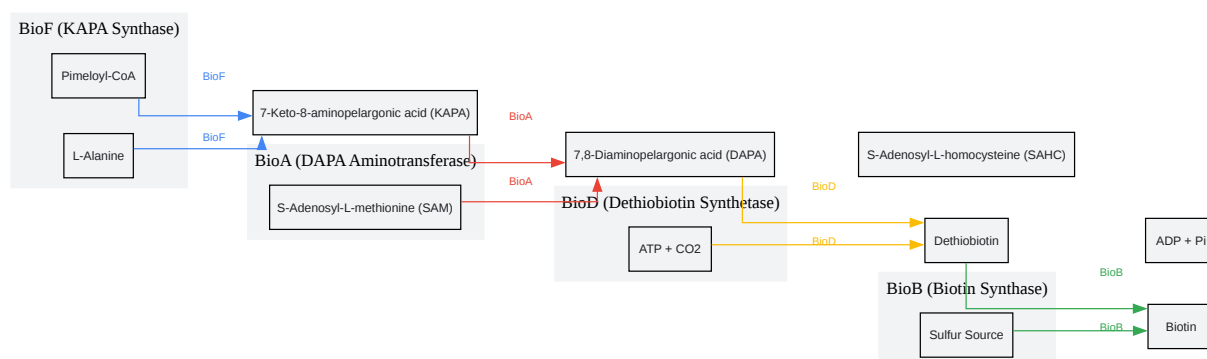 BioF (KAPA Synthase)
Pimeloyl-CoA
BioF
7-Keto-8-aminopelargonic acid (KAPA)
BioF
L-Alanine
BioA
BioA (DAPA Aminotransferase)
7,8-Diaminopelargonic acid (DAPA)
S-Adenosyl-L-homocysteine (SAHC)
BioA
BioD
S-Adenosyl-L-methionine (SAM)
BioD (Dethiobiotin Synthetase)
ATP + CO2
BioD
Dethiobiotin
ADP + Pi
BioB
BioB (Biotin Synthase)
Sulfur Source
BioB
Biotin